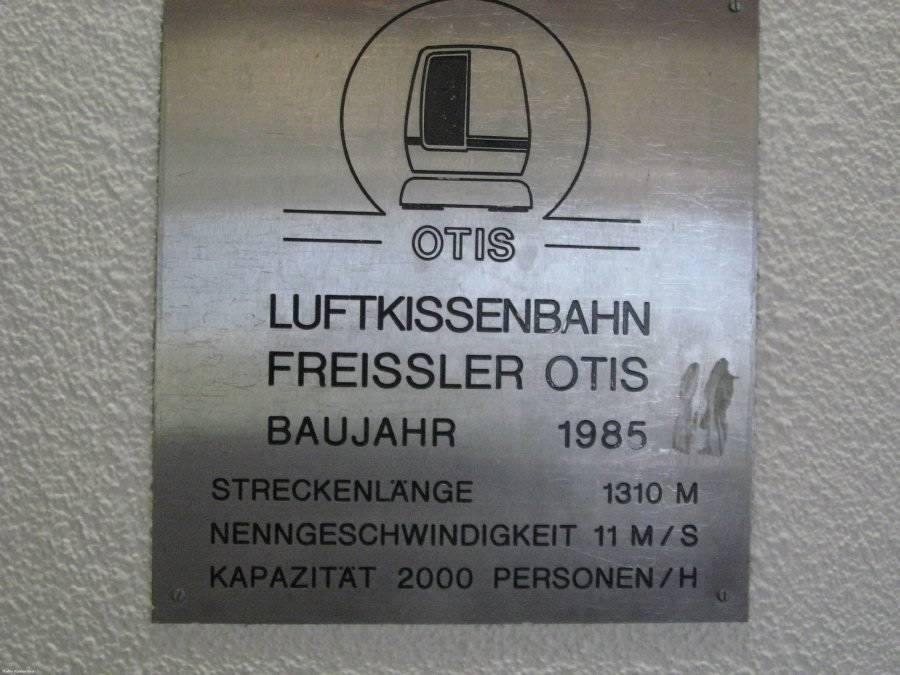 OTIS
LUFTKISSENBAHN
FREISSLER OTIS
BAUJAHR 1985
STRECKENLÄNGE 1310 M
NENNGESCHWINDIGKEIT 11 M/S
KAPAZITÄT 2000 PERSONEN/H